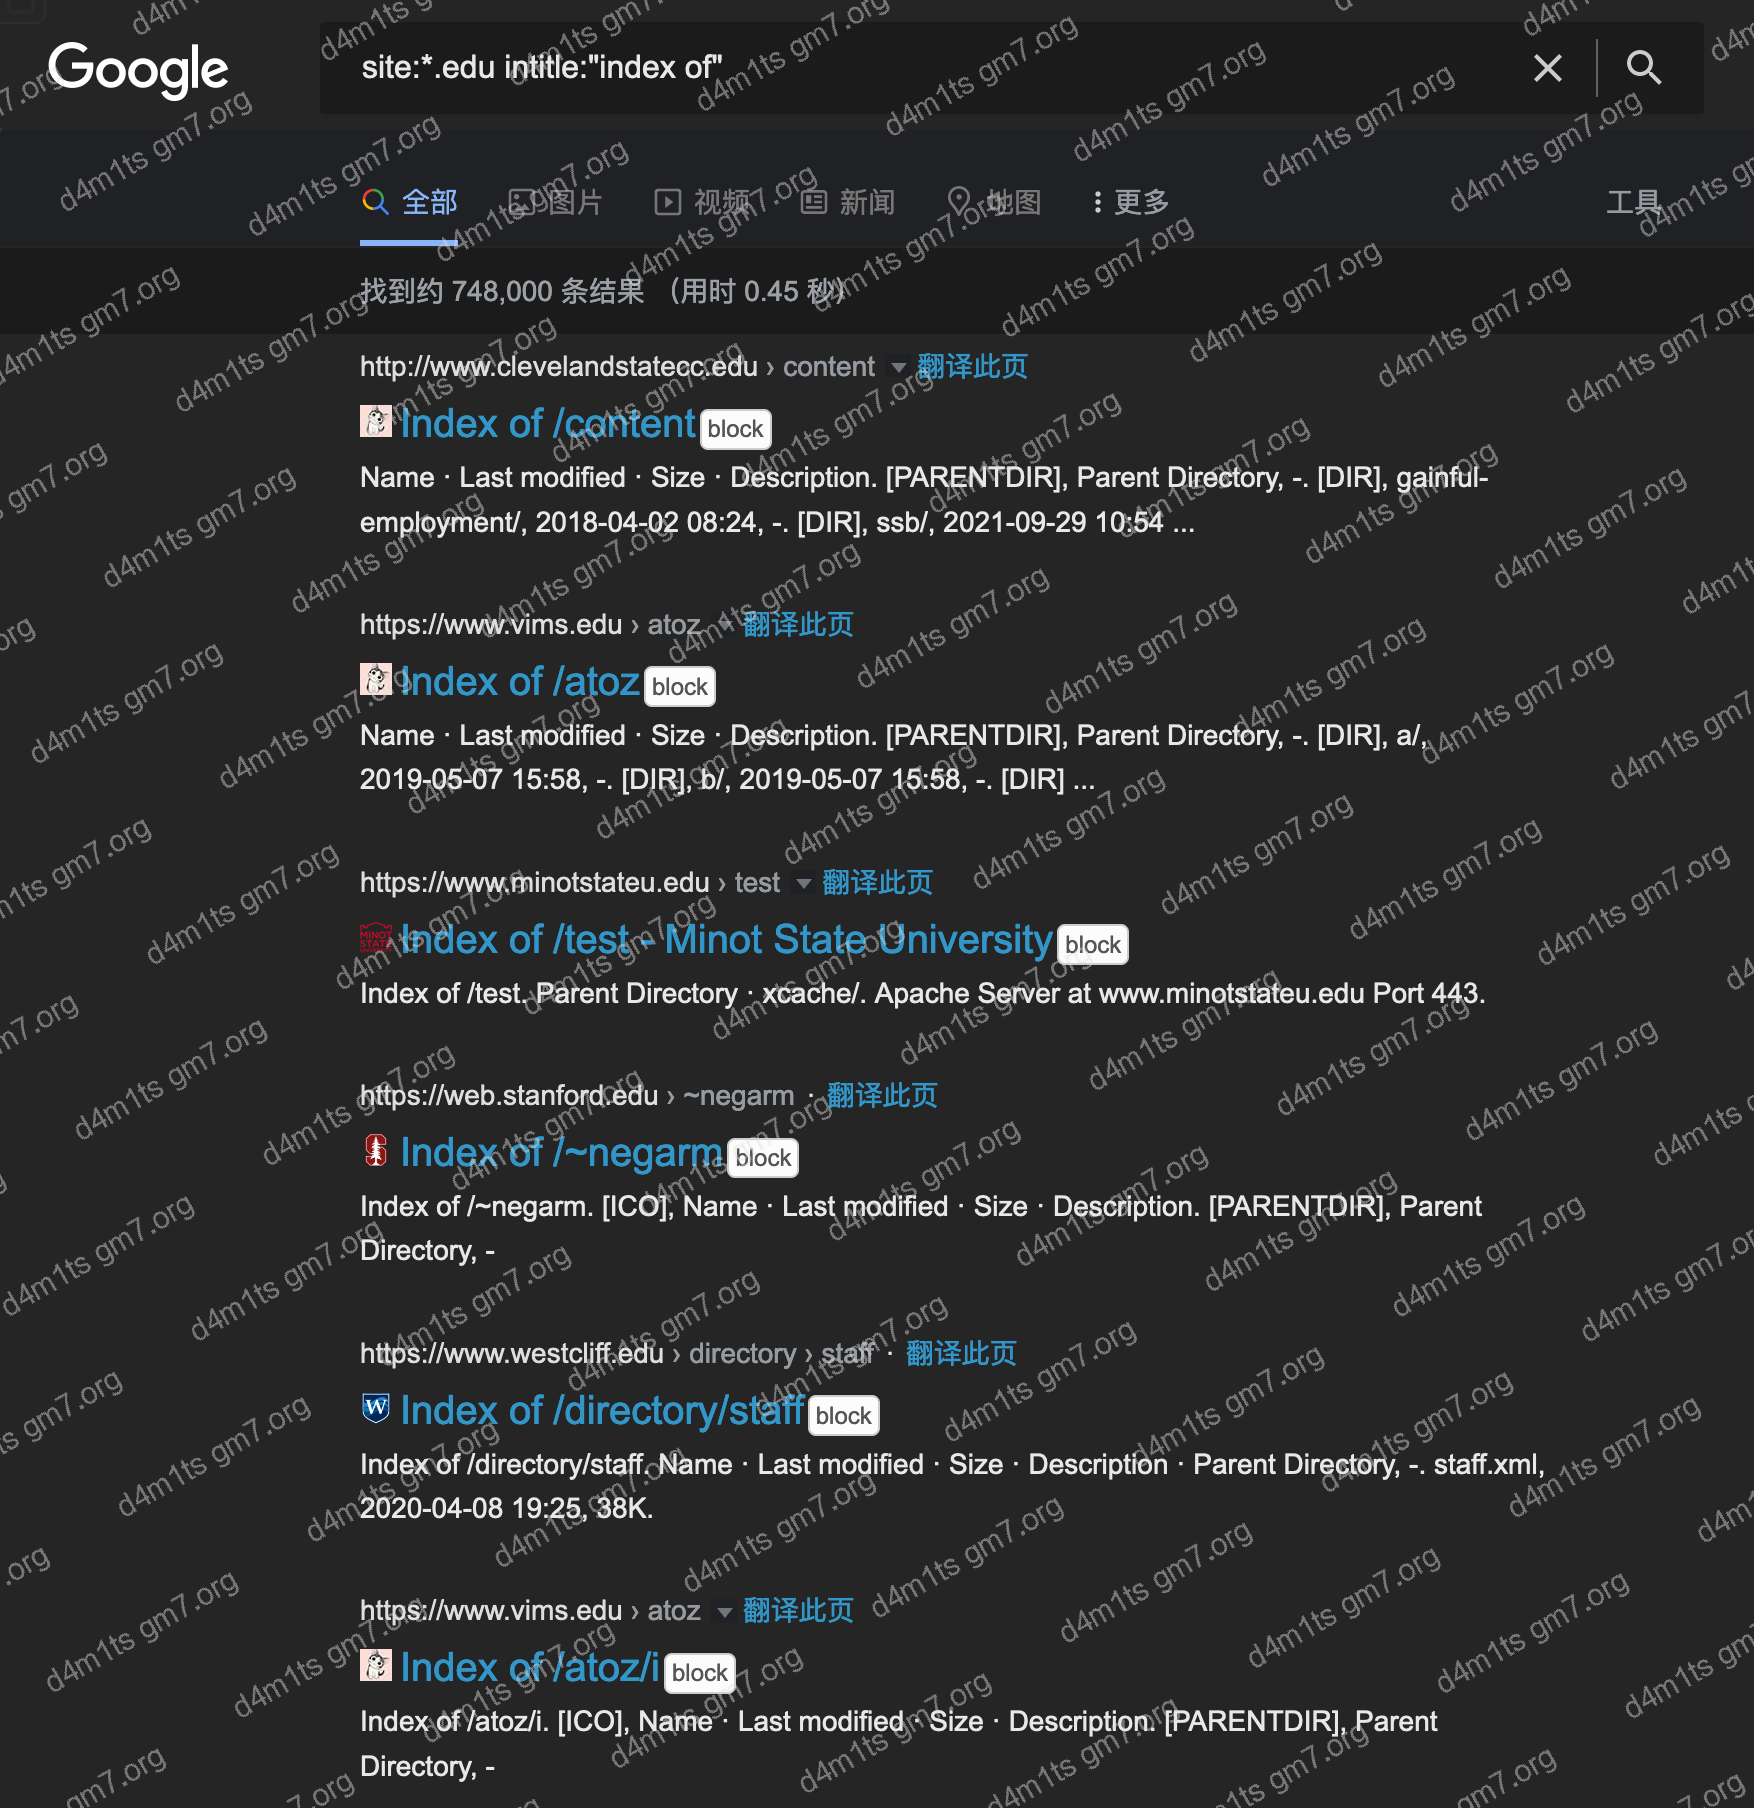 Google
site:*.edu intitle:"index of"
全部 图片 视频 新闻 地图 更多 工具
找到约 748,000 条结果 （用时 0.45 秒）
http://www.clevelandstatecc.edu › content 翻译此页
Index of /content block
Name · Last modified · Size · Description. [PARENTDIR], Parent Directory, -. [DIR], gainful-
employment/, 2018-04-02 08:24, -. [DIR], ssb/, 2021-09-29 10:54 ...
https://www.vims.edu › atoz 翻译此页
Index of /atoz block
Name · Last modified · Size · Description. [PARENTDIR], Parent Directory, -. [DIR], a/,
2019-05-07 15:58, -. [DIR], b/, 2019-05-07 15:58, -. [DIR] ...
https://www.minotstateu.edu › test 翻译此页
MINOT STATE Index of /test - Minot State University block
Index of /test. Parent Directory · xcache/. Apache Server at www.minotstateu.edu Port 443.
https://web.stanford.edu › ~negarm · 翻译此页
Index of /~negarm block
Index of /~negarm. [ICO], Name · Last modified · Size · Description. [PARENTDIR], Parent
Directory, -
https://www.westcliff.edu › directory › staff · 翻译此页
W Index of /directory/staff block
Index of /directory/staff. Name · Last modified · Size · Description · Parent Directory, -. staff.xml,
2020-04-08 19:25, 38K.
https://www.vims.edu › atoz 翻译此页
Index of /atoz/i block
Index of /atoz/i. [ICO], Name · Last modified · Size · Description. [PARENTDIR], Parent
Directory, -
d4m1ts gm7.org